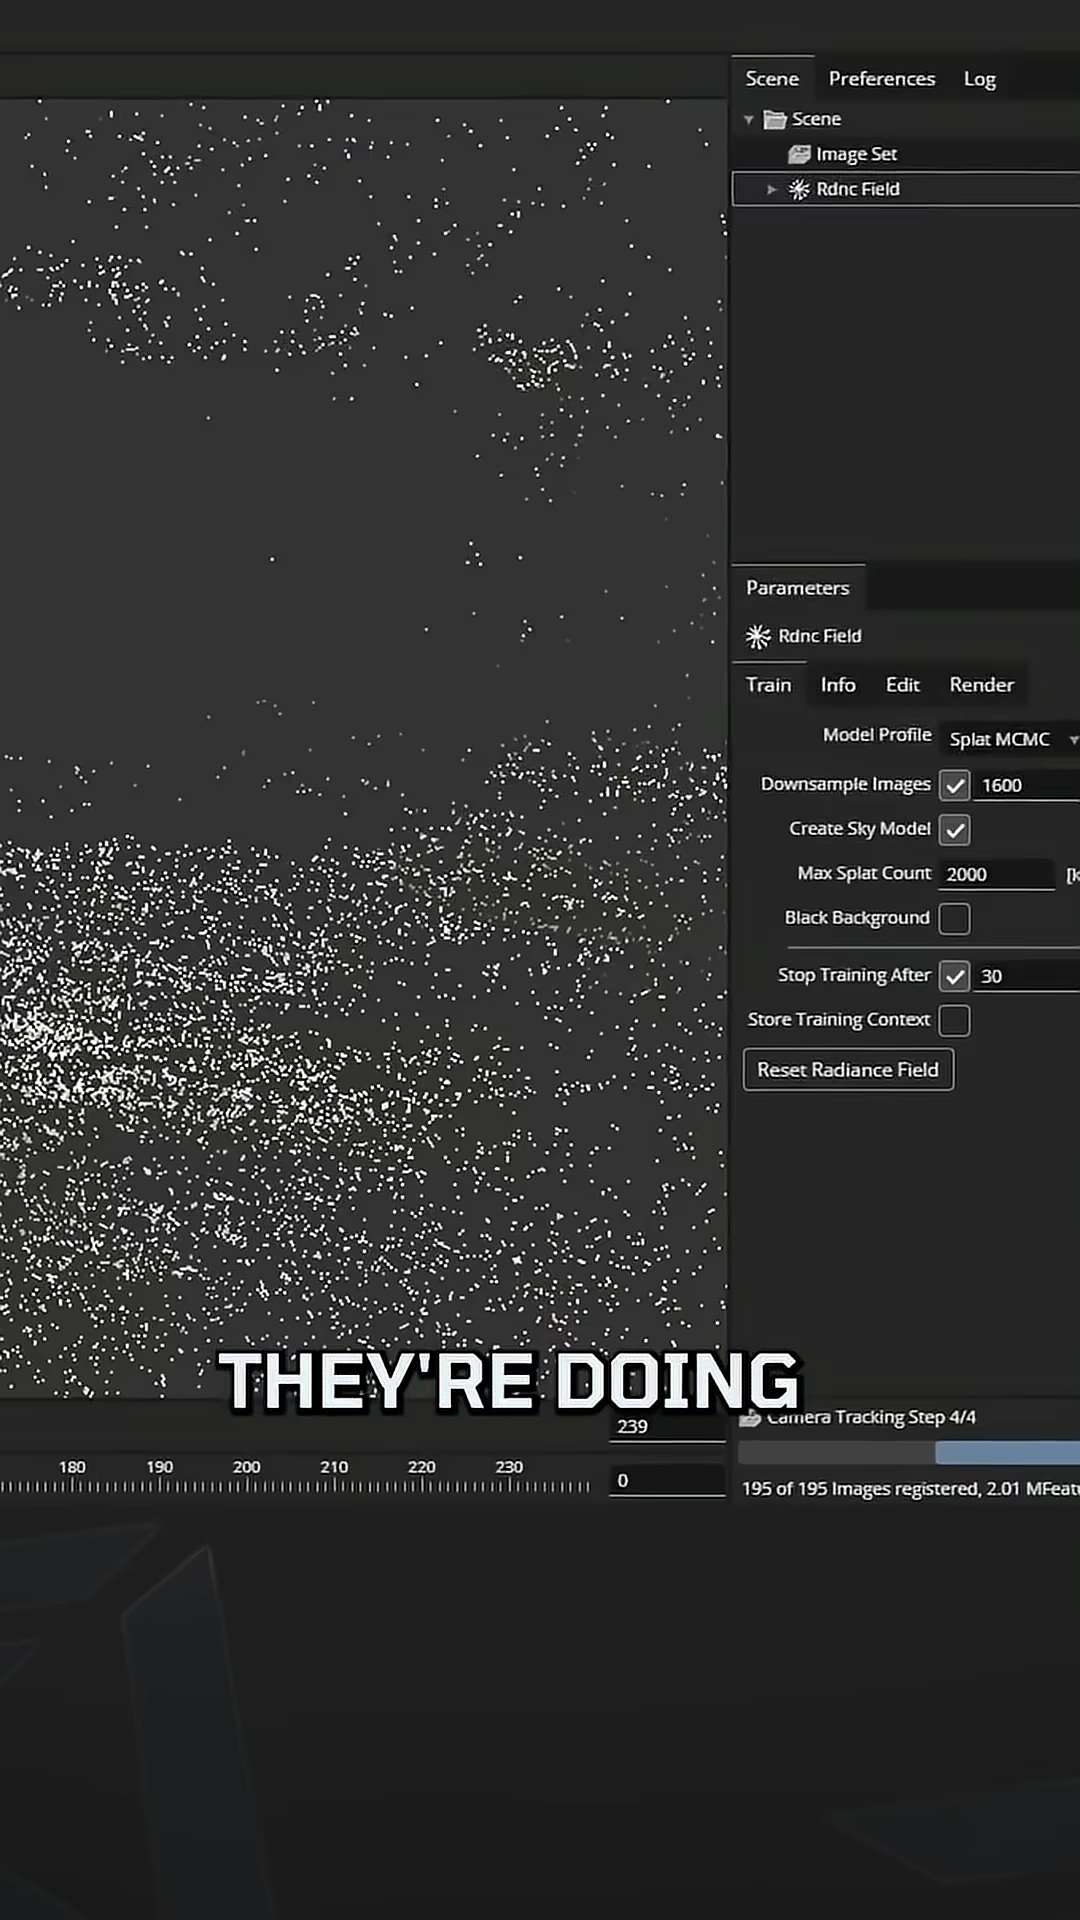 Scene Preferences Log
Scene
Image Set
Rdnc Field
Parameters
Rdnc Field
Train Info Edit Render
Model Profile Splat MCMC
Downsample Images 1600
Create Sky Model
Max Splat Count 2000 [k
Black Background
Stop Training After 30
Store Training Context
Reset Radiance Field
THEY'RE DOING
Camera Tracking Step 4/4
239
180 190 200 210 220 230
0
195 of 195 Images registered, 2.01 MFeatu